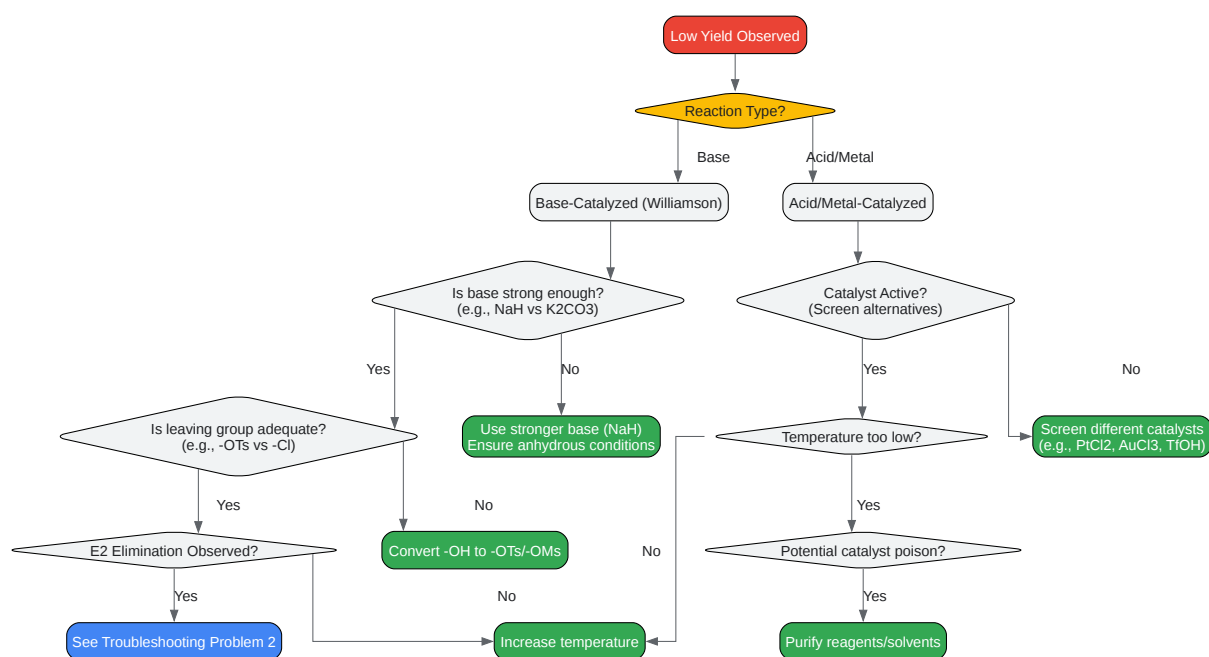 Low Yield Observed
Reaction Type?
Base
Acid/Metal
Base-Catalyzed (Williamson)
Acid/Metal-Catalyzed
Is base strong enough?
(e.g., NaH vs K2CO3)
Catalyst Active?
(Screen alternatives)
Yes
No
Yes
No
Is leaving group adequate?
(e.g., -OTs vs -Cl)
Use stronger base (NaH)
Ensure anhydrous conditions
Temperature too low?
Screen different catalysts
(e.g., PtCl2, AuCl3, TfOH)
Yes
No
Yes
E2 Elimination Observed?
Convert -OH to -OTs/-OMs
No
Potential catalyst poison?
Yes
No
Yes
See Troubleshooting Problem 2
Increase temperature
Purify reagents/solvents